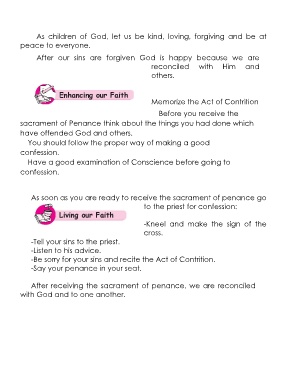 As children of God, let us be kind, loving, forgiving and be at
peace to everyone.
After our sins are forgiven God is happy because we are
reconciled with Him and
others.
Enhancing our Faith
Memorize the Act of Contrition
Before you receive the
sacrament of Penance think about the things you had done which
have offended God and others.
You should follow the proper way of making a good
confession.
Have a good examination of Conscience before going to
confession.
As soon as you are ready to receive the sacrament of penance go
to the priest for confession:
Living our Faith
-Kneel and make the sign of the
cross.
-Tell your sins to the priest.
-Listen to his advice.
-Be sorry for your sins and recite the Act of Contrition.
-Say your penance in your seat.
After receiving the sacrament of penance, we are reconciled
with God and to one another.